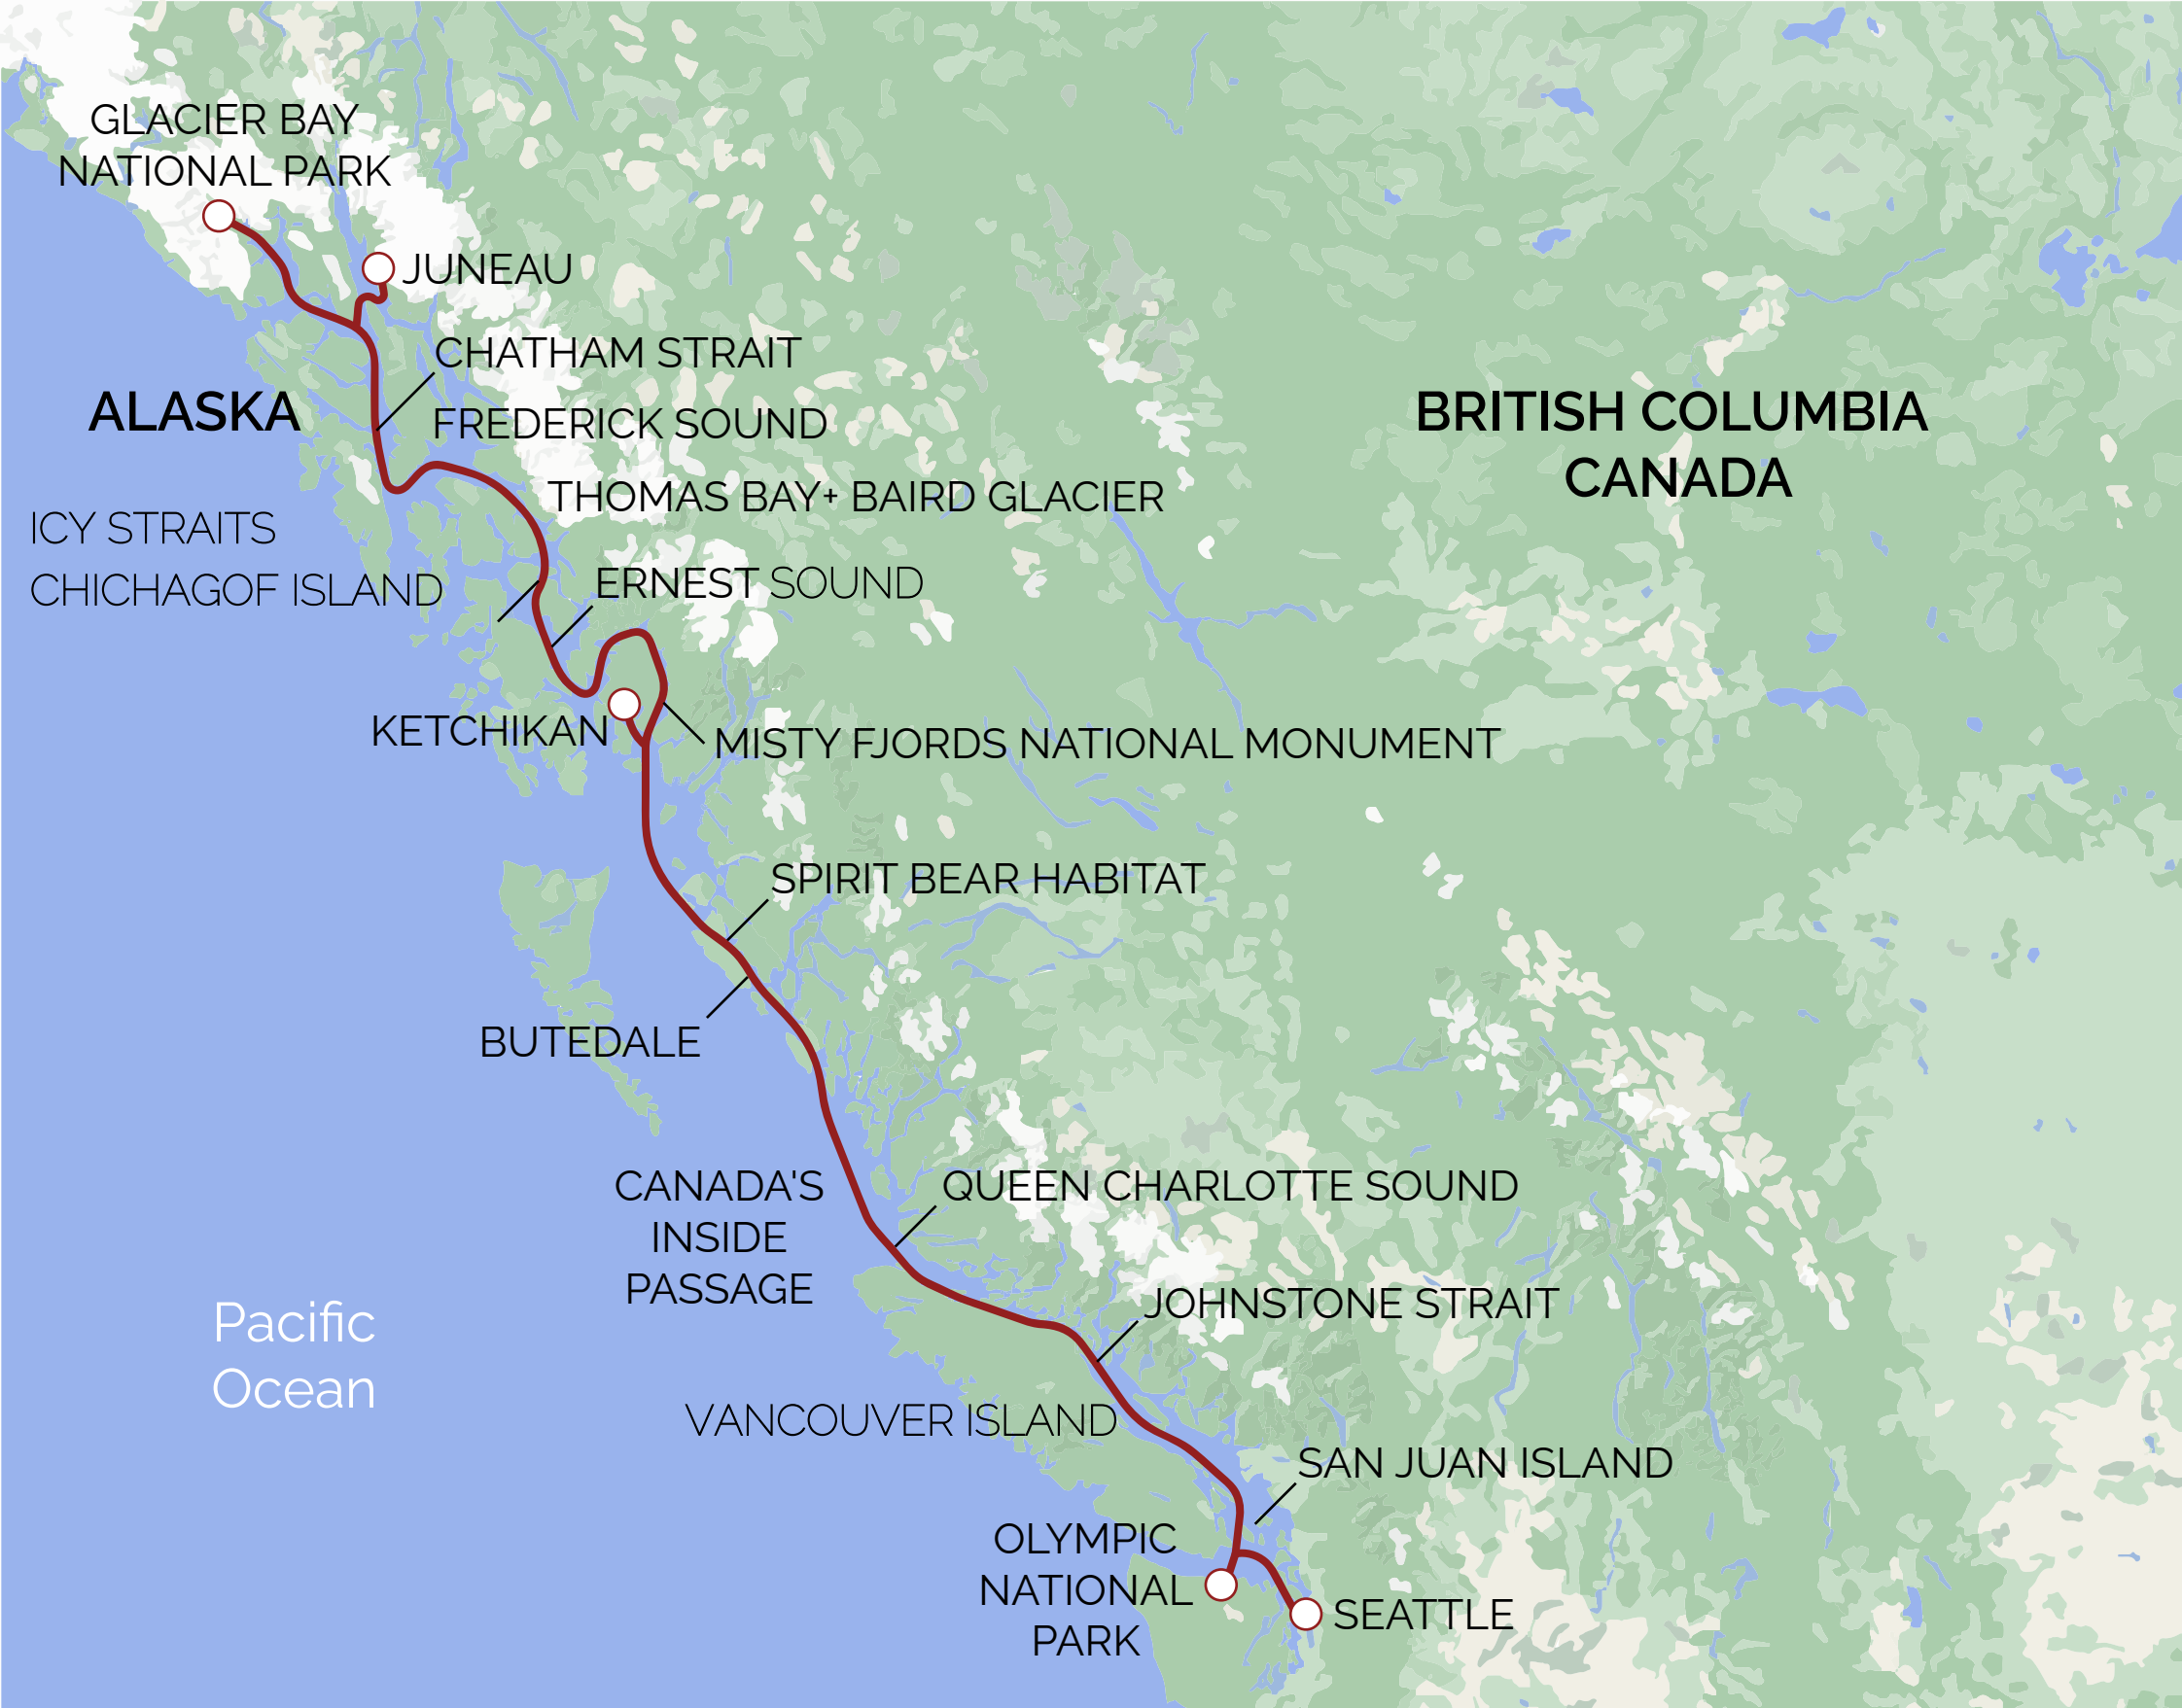 GLACIER BAY
NATIONAL PARK
JUNEAU
CHATHAM STRAIT
ALASKA
FREDERICK SOUND
BRITISH COLUMBIA
CANADA
THOMAS BAY+ BAIRD GLACIER
ICY STRAITS
CHICHAGOF ISLAND
ERNEST SOUND
KETCHIKAN
MISTY FJORDS NATIONAL MONUMENT
SPIRIT BEAR HABITAT
BUTEDALE
CANADA'S
INSIDE
PASSAGE
QUEEN CHARLOTTE SOUND
JOHNSTONE STRAIT
Pacific
Ocean
VANCOUVER ISLAND
SAN JUAN ISLAND
OLYMPIC
NATIONAL
PARK
SEATTLE